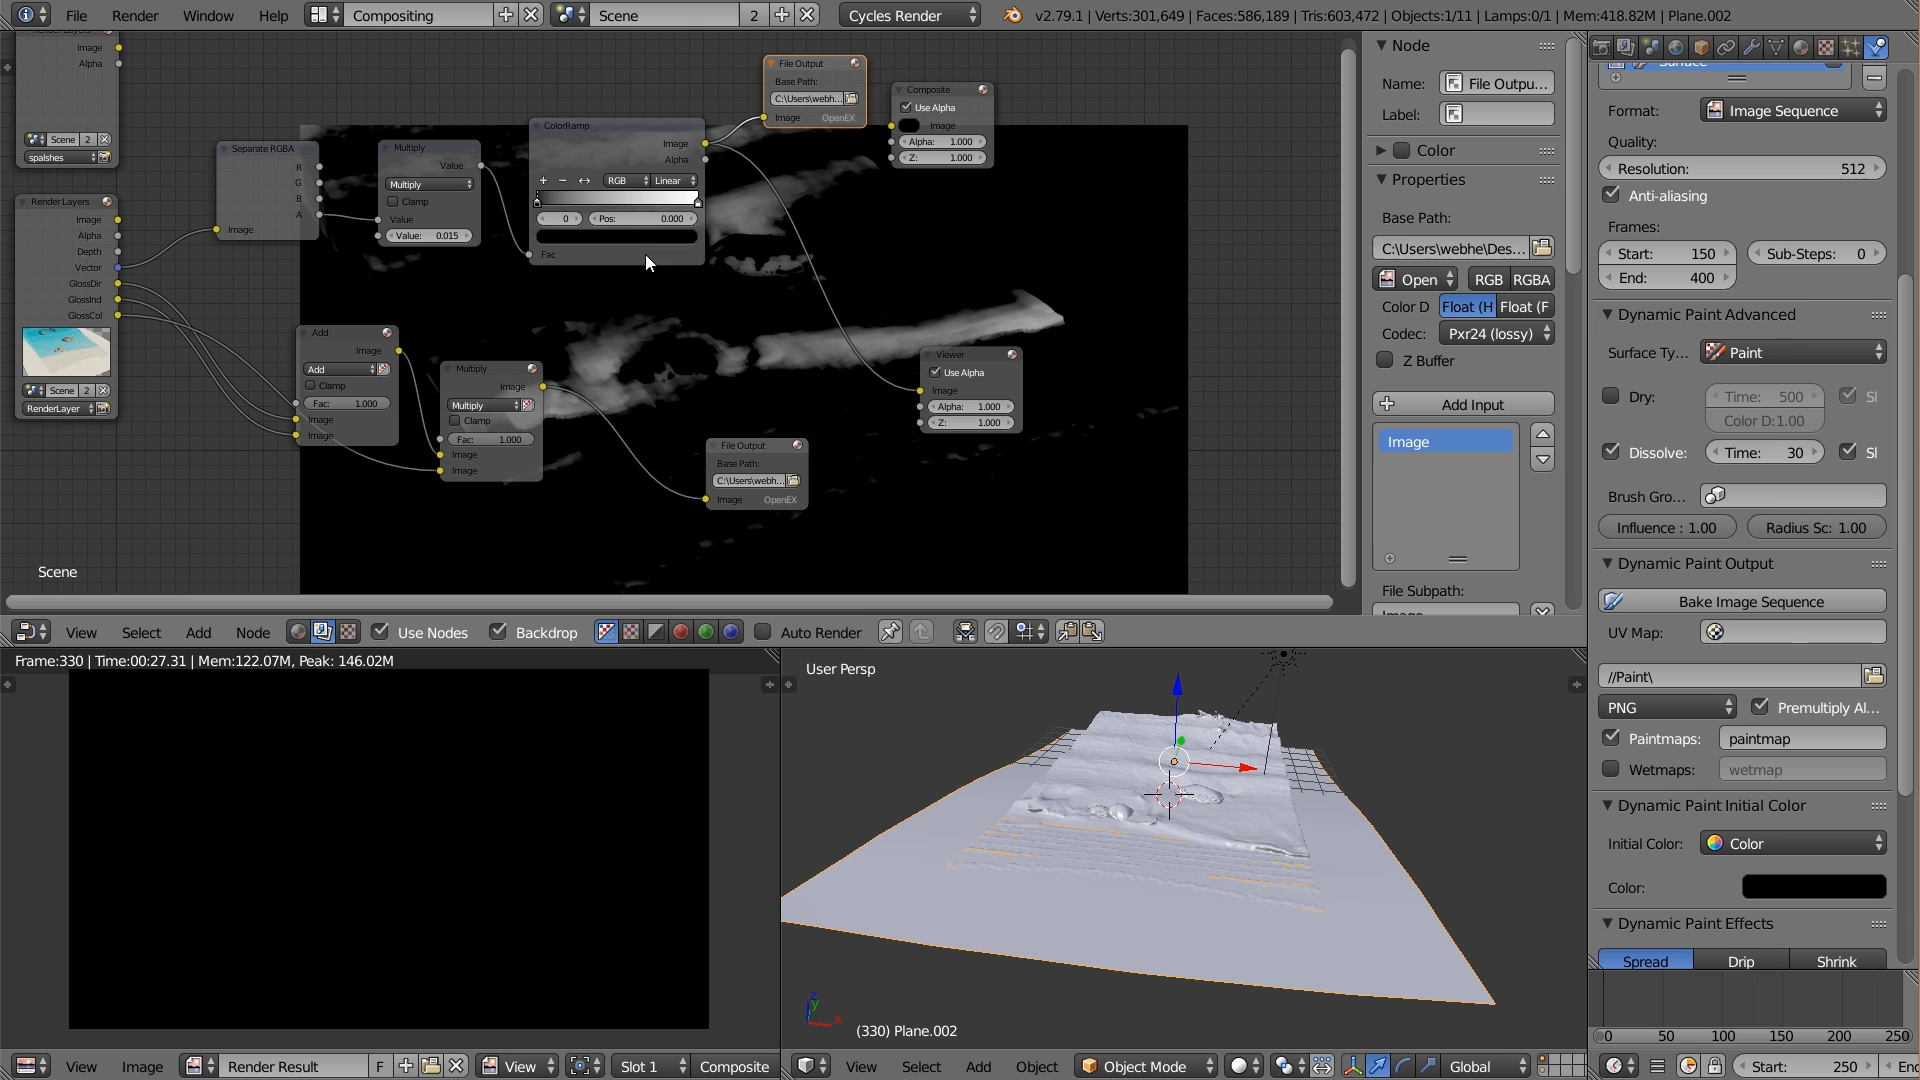 File Render Window Help Compositing Scene 2 Cycles Render v2.79.1 | Verts:301,649 | Faces:586,189 | Tris:603,472 | Objects:1/11 | Lamps:0/1 | Mem:418.82M | Plane.002
Image
Alpha
Scene 2
spalshes
Render Layers
Image
Alpha
Depth
Vector
GlossDir
GlossInd
GlossCol
Scene 2
RenderLayer
Separate RGBA
R
G
B
A
Image
Multiply
Value
Multiply
Clamp
Value
Value: 0.015
ColorRamp
Image
Alpha
RGB Linear
0 Pos: 0.000
Fac
File Output
Base Path:
C:\Users\webh...
Image OpenEX
Composite
Use Alpha
Image
Alpha: 1.000
Z: 1.000
Add
Image
Add
Clamp
Fac: 1.000
Image
Image
Multiply
Image
Multiply
Clamp
Fac: 1.000
Image
Image
File Output
Base Path:
C:\Users\webh...
Image OpenEX
Viewer
Use Alpha
Image
Alpha: 1.000
Z: 1.000
Scene
Node
Name: File Outpu...
Label:
Color
Properties
Base Path:
C:\Users\webhe\Des...
Open RGB RGBA
Color D Float (H Float (F
Codec: Pxr24 (lossy)
Z Buffer
Add Input
Image
File Subpath:
Format: Image Sequence
Quality:
Resolution: 512
Anti-aliasing
Frames:
Start: 150 Sub-Steps: 0
End: 400
Dynamic Paint Advanced
Surface Ty... Paint
Dry: Time: 500 Sl
Color D:1.00
Dissolve: Time: 30 Sl
Brush Gro...
Influence : 1.00 Radius Sc: 1.00
Dynamic Paint Output
Bake Image Sequence
UV Map:
//Paint\
PNG Premultiply Al...
Paintmaps: paintmap
Wetmaps: wetmap
Dynamic Paint Initial Color
Initial Color: Color
Color:
Dynamic Paint Effects
Spread Drip Shrink
View Select Add Node Use Nodes Backdrop Auto Render
Frame:330 | Time:00:27.31 | Mem:122.07M, Peak: 146.02M
User Persp
z
y
x
(330) Plane.002
0 50 100 150 200 250
View Image Render Result F View Slot 1 Composite
View Select Add Object Object Mode Global
Start: 250